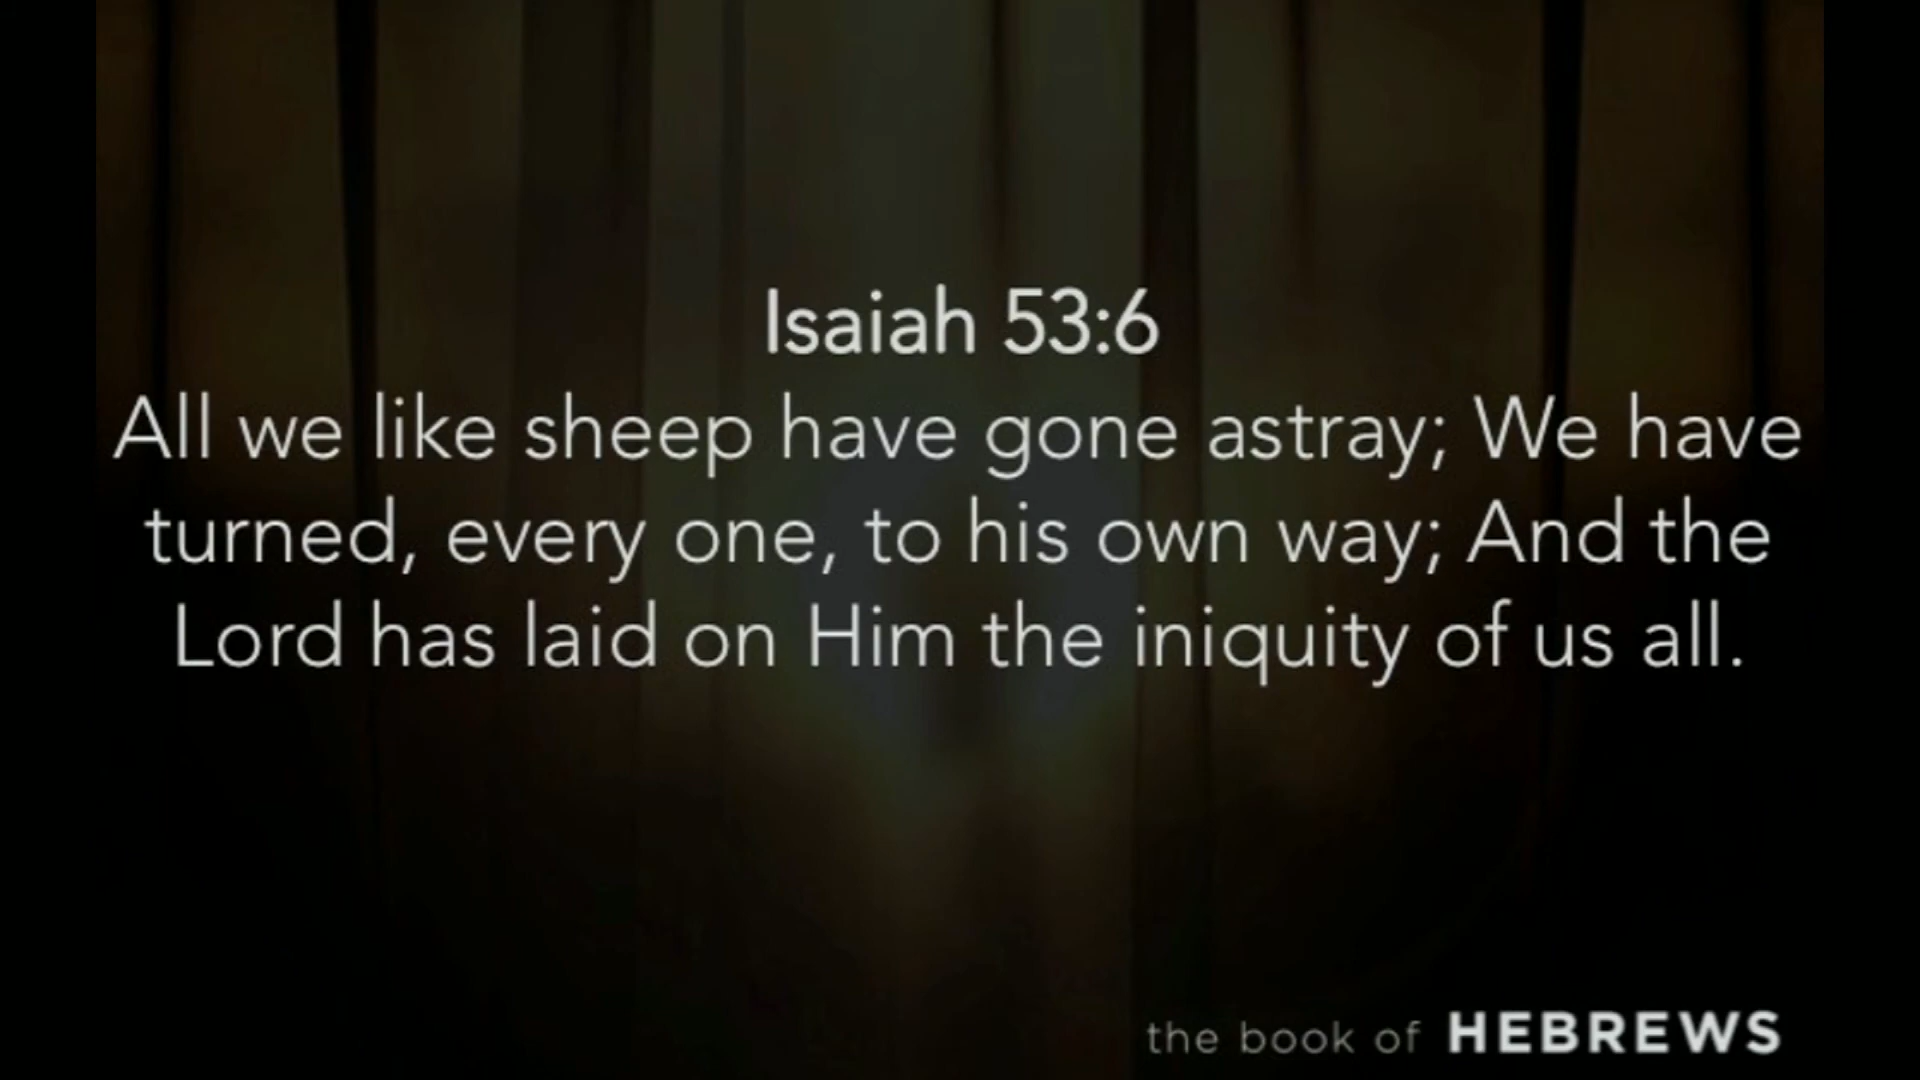 Isaiah 53:6
All we like sheep have gone astray; We have
turned, every one, to his own way; And the
Lord has laid on Him the iniquity of us all.
the book of HEBREWS